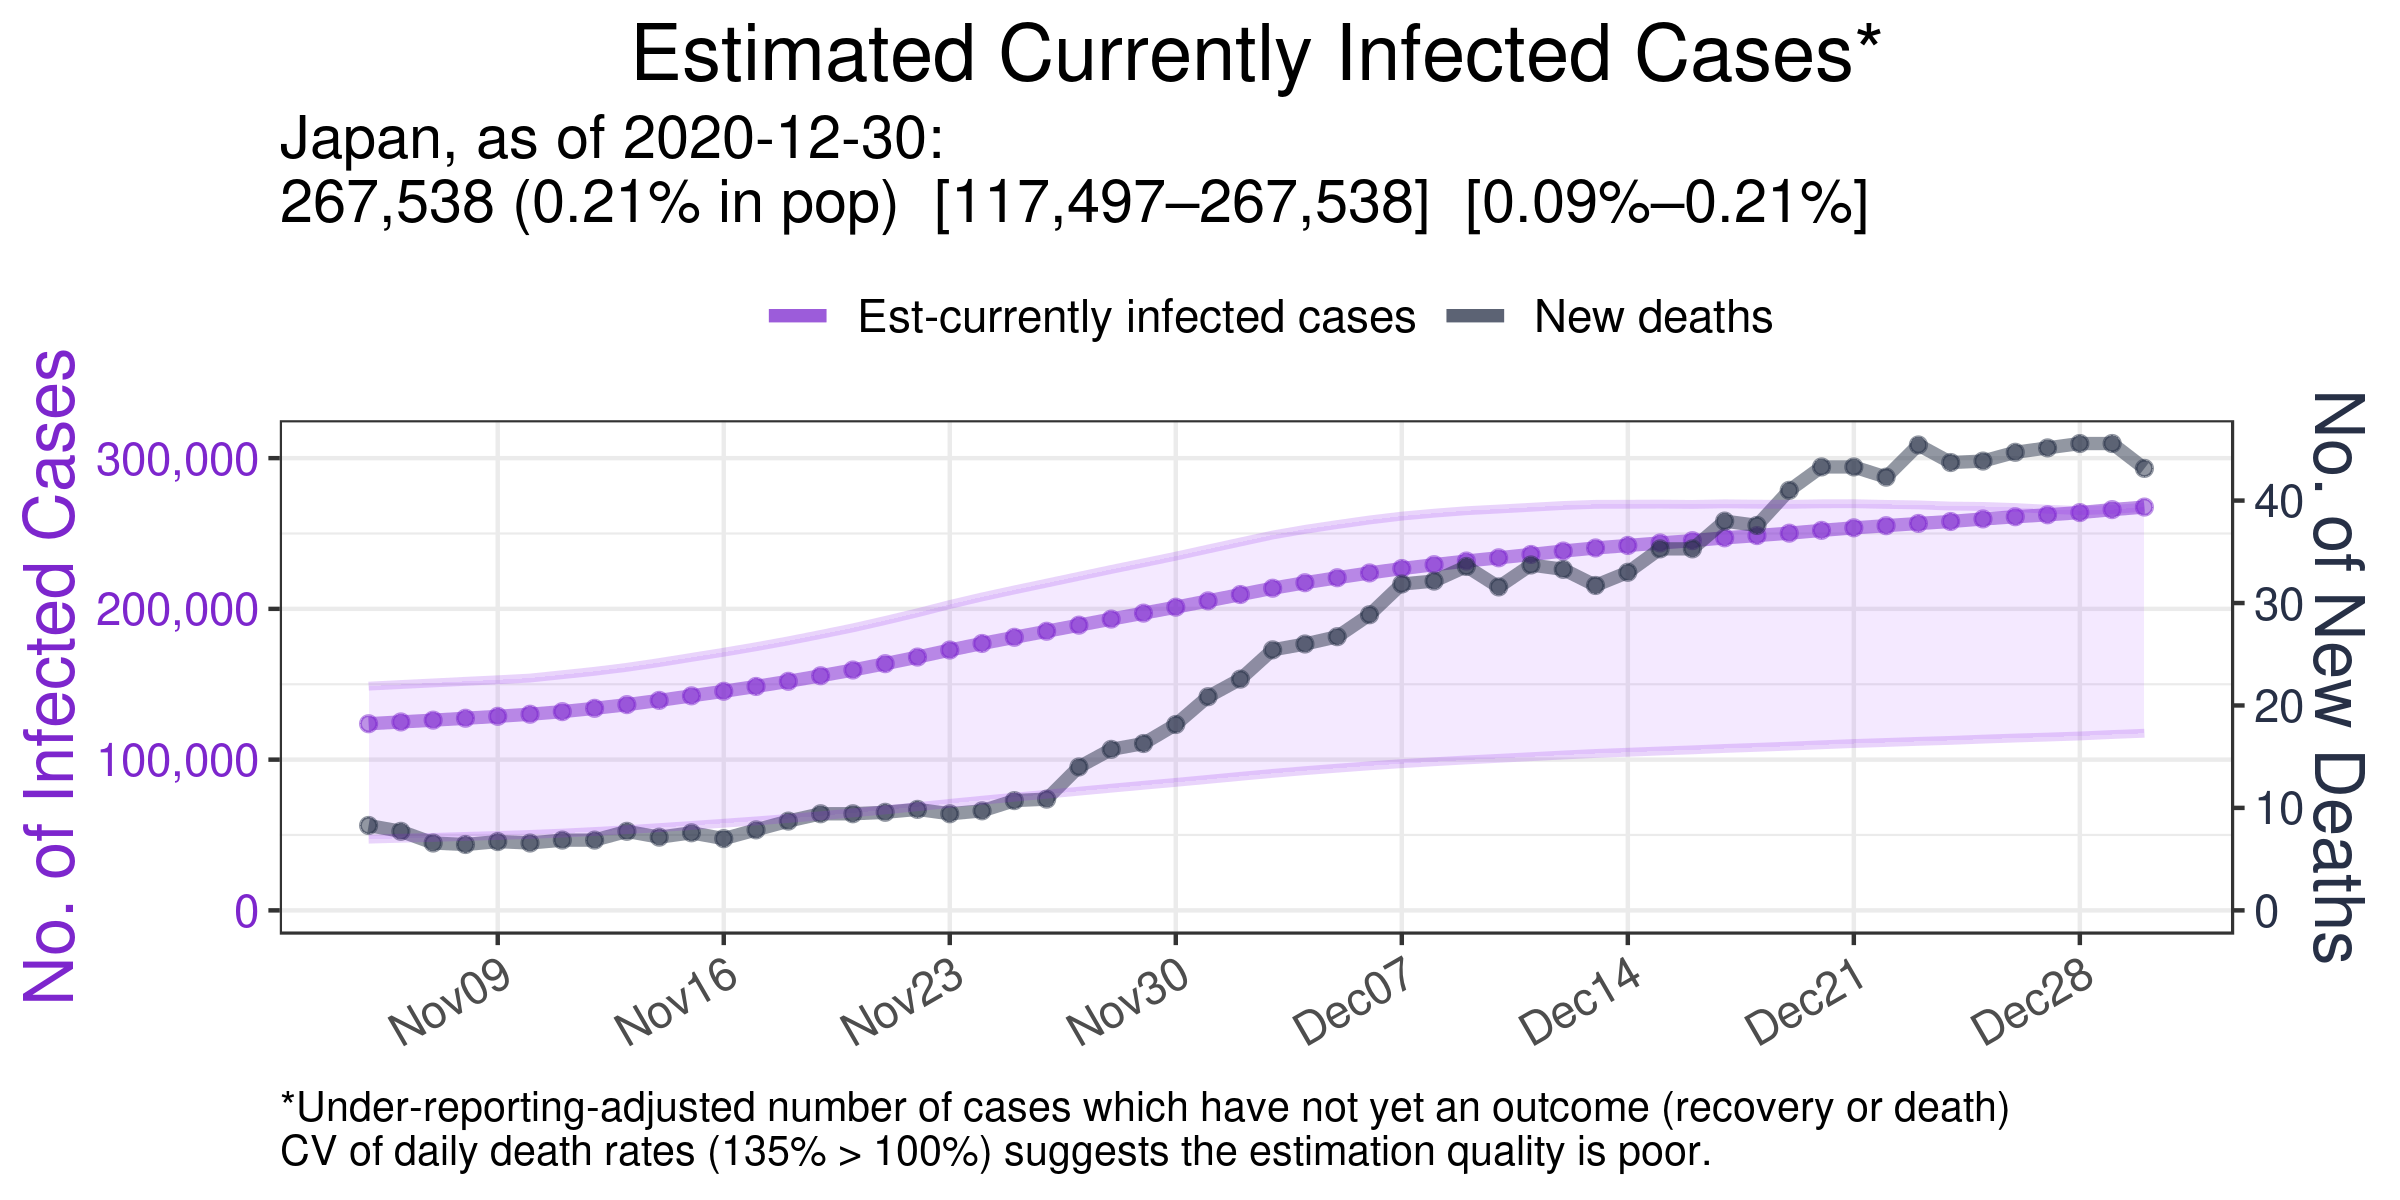 Estimated Currently Infected Cases*
Japan, as of 2020-12-30:
267,538 (0.21% in pop)  [117,497–267,538]  [0.09%–0.21%]
Est-currently infected cases
New deaths
No. of Infected Cases
300,000
200,000
100,000
0
No. of New Deaths
40
30
20
10
0
Nov09
Nov16
Nov23
Nov30
Dec07
Dec14
Dec21
Dec28
*Under-reporting-adjusted number of cases which have not yet an outcome (recovery or death)
CV of daily death rates (135% > 100%) suggests the estimation quality is poor.